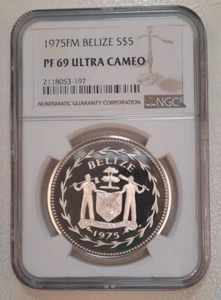 1975FM BELIZE S$5
PF 69 ULTRA CAMEO
2118053-197
NUMISMATIC GUARANTY CORPORATION
NGC
BELIZE
1975